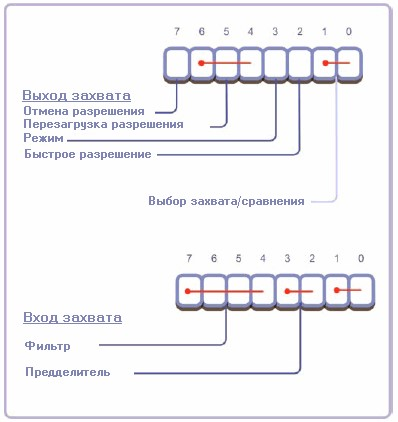 7 6 5 4 3 2 1 0
Выход захвата
Отмена разрешения
Перезагрузка разрешения
Режим
Быстрое разрешение
Выбор захвата/сравнения
7 6 5 4 3 2 1 0
Вход захвата
Фильтр
Предделитель